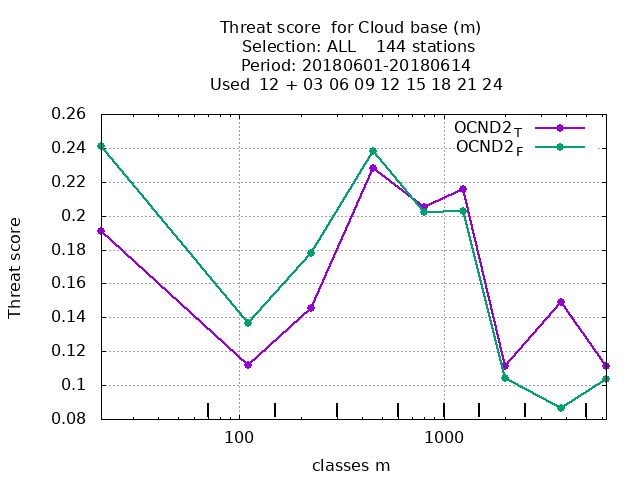 Threat score  for Cloud base (m)
Selection: ALL    144 stations
Period: 20180601-20180614
Used  12 + 03 06 09 12 15 18 21 24
0.26
0.24
0.22
0.2
0.18
0.16
0.14
0.12
0.1
0.08
Threat score
OCND2T
OCND2F
100
1000
classes m